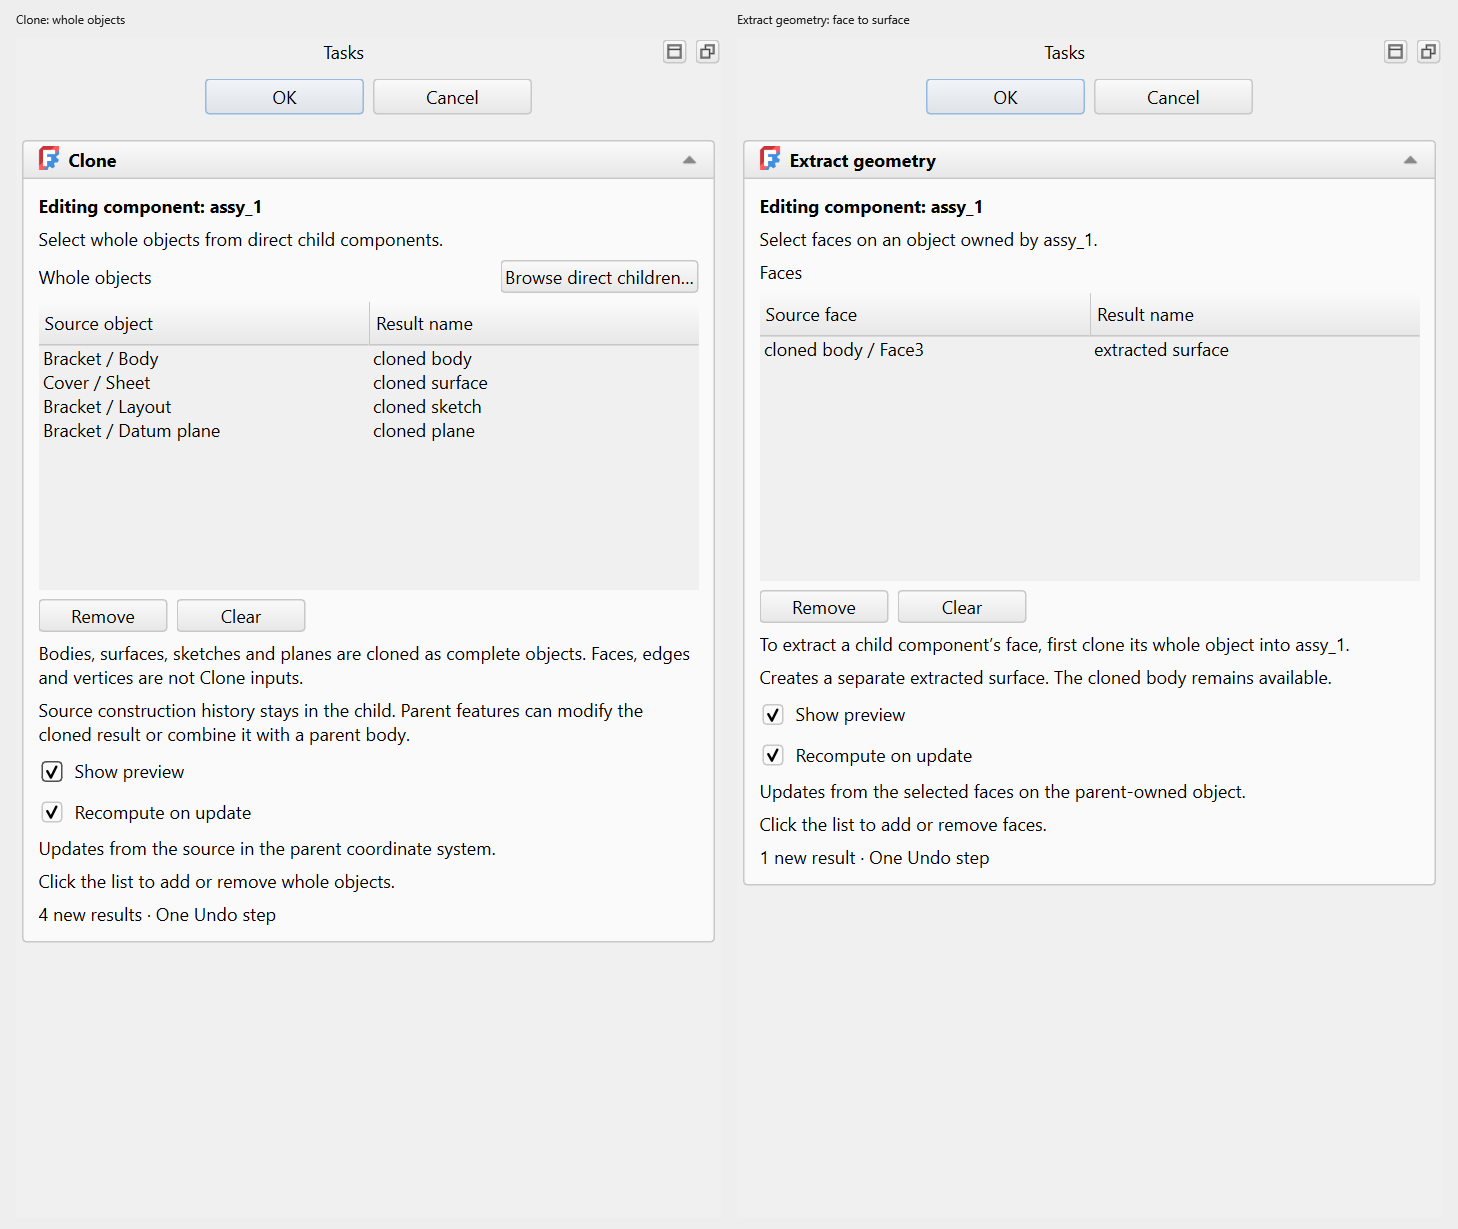 Clone: whole objects
Tasks
OK
Cancel
Clone
Editing component: assy_1
Select whole objects from direct child components.
Whole objects
Browse direct children...
Source object
Result name
Bracket / Body
cloned body
Cover / Sheet
cloned surface
Bracket / Layout
cloned sketch
Bracket / Datum plane
cloned plane
Remove
Clear
Bodies, surfaces, sketches and planes are cloned as complete objects. Faces, edges
and vertices are not Clone inputs.
Source construction history stays in the child. Parent features can modify the
cloned result or combine it with a parent body.
Show preview
Recompute on update
Updates from the source in the parent coordinate system.
Click the list to add or remove whole objects.
4 new results · One Undo step
Extract geometry: face to surface
Tasks
OK
Cancel
Extract geometry
Editing component: assy_1
Select faces on an object owned by assy_1.
Faces
Source face
Result name
cloned body / Face3
extracted surface
Remove
Clear
To extract a child component's face, first clone its whole object into assy_1.
Creates a separate extracted surface. The cloned body remains available.
Show preview
Recompute on update
Updates from the selected faces on the parent-owned object.
Click the list to add or remove faces.
1 new result · One Undo step